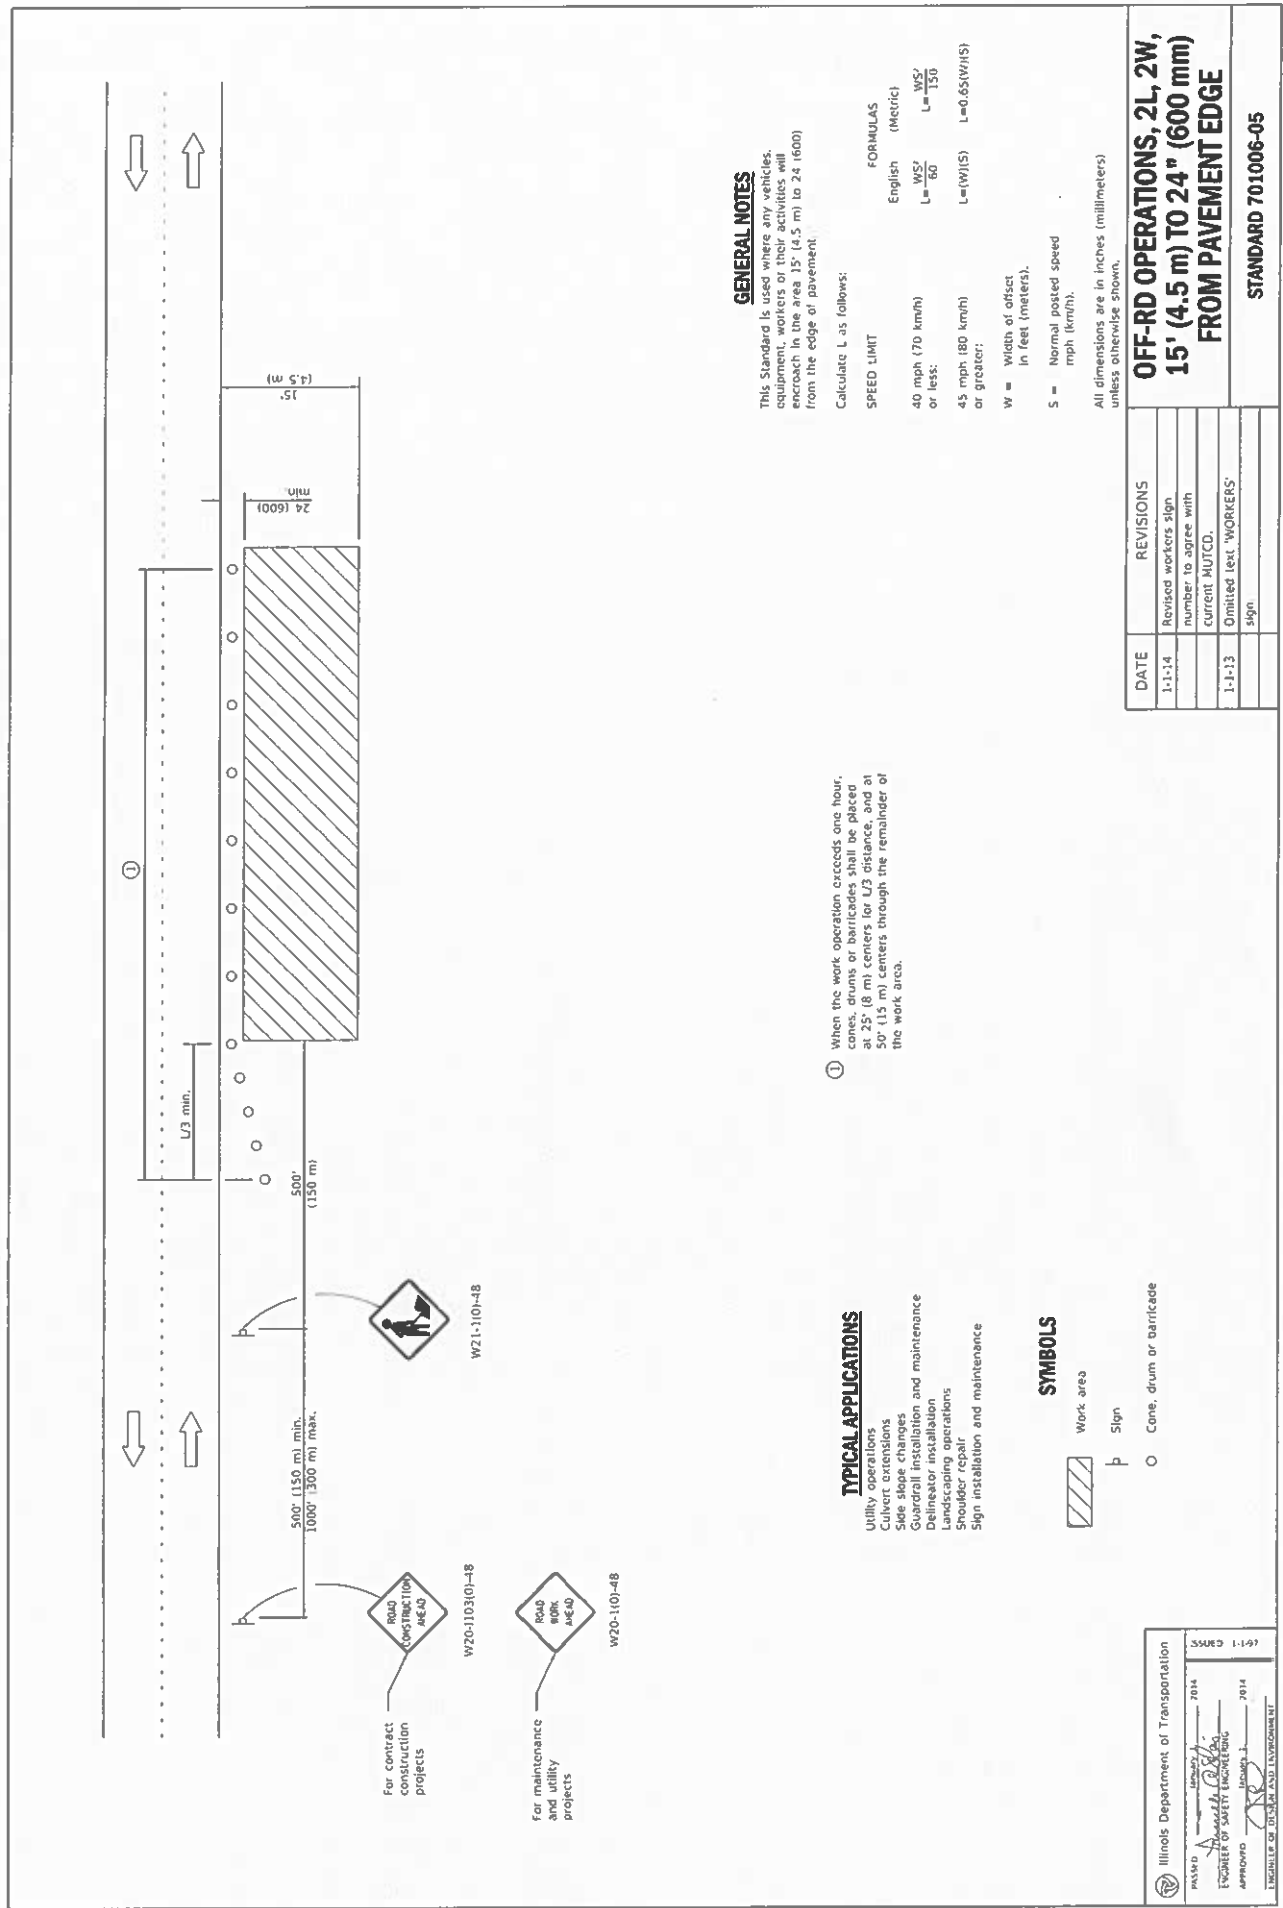 15'
(4.5 m)
24 (600)
min.
①
L/3 min.
500'
(150 m)
500' (150 m) min.
1000' (300 m) max.
W21-1(O)-48
ROAD
CONSTRUCTION
AHEAD
W20-I103(O)-48
For contract
construction
projects
ROAD
WORK
AHEAD
W20-1(O)-48
For maintenance
and utility
projects
TYPICAL APPLICATIONS
Utility operations
Culvert extensions
Side slope changes
Guardrail installation and maintenance
Delineator installation
Landscaping operations
Shoulder repair
Sign installation and maintenance
SYMBOLS
Work area
Sign
Cone, drum or barricade
① When the work operation exceeds one hour,
cones, drums or barricades shall be placed
at 25' (8 m) centers for L/3 distance, and at
50' (15 m) centers through the remainder of
the work area.
GENERAL NOTES
This Standard is used where any vehicles,
equipment, workers or their activities will
encroach in the area 15' (4.5 m) to 24 (600)
from the edge of pavement.
Calculate L as follows:
SPEED LIMIT FORMULAS
English (Metric)
40 mph (70 km/h) L=WS²/60 L=WS²/150
or less:
45 mph (80 km/h) L=(W)(S) L=0.65(W)(S)
or greater:
W = Width of offset
in feet (meters).
S = Normal posted speed
mph (km/h).
All dimensions are in inches (millimeters)
unless otherwise shown.
Illinois Department of Transportation
PASSED January 1, 2014
ENGINEER OF SAFETY ENGINEERING
APPROVED January 1, 2014
ENGINEER OF DESIGN AND ENVIRONMENT
ISSUED 1-1-97
DATE REVISIONS
1-1-14 Revised workers sign
number to agree with
current MUTCD.
1-1-13 Omitted text 'WORKERS'
sign.
OFF-RD OPERATIONS, 2L, 2W,
15' (4.5 m) TO 24" (600 mm)
FROM PAVEMENT EDGE
STANDARD 701006-05